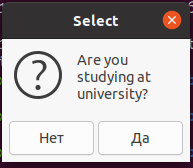 Select
Are you
studying at
university?
Нет
Да